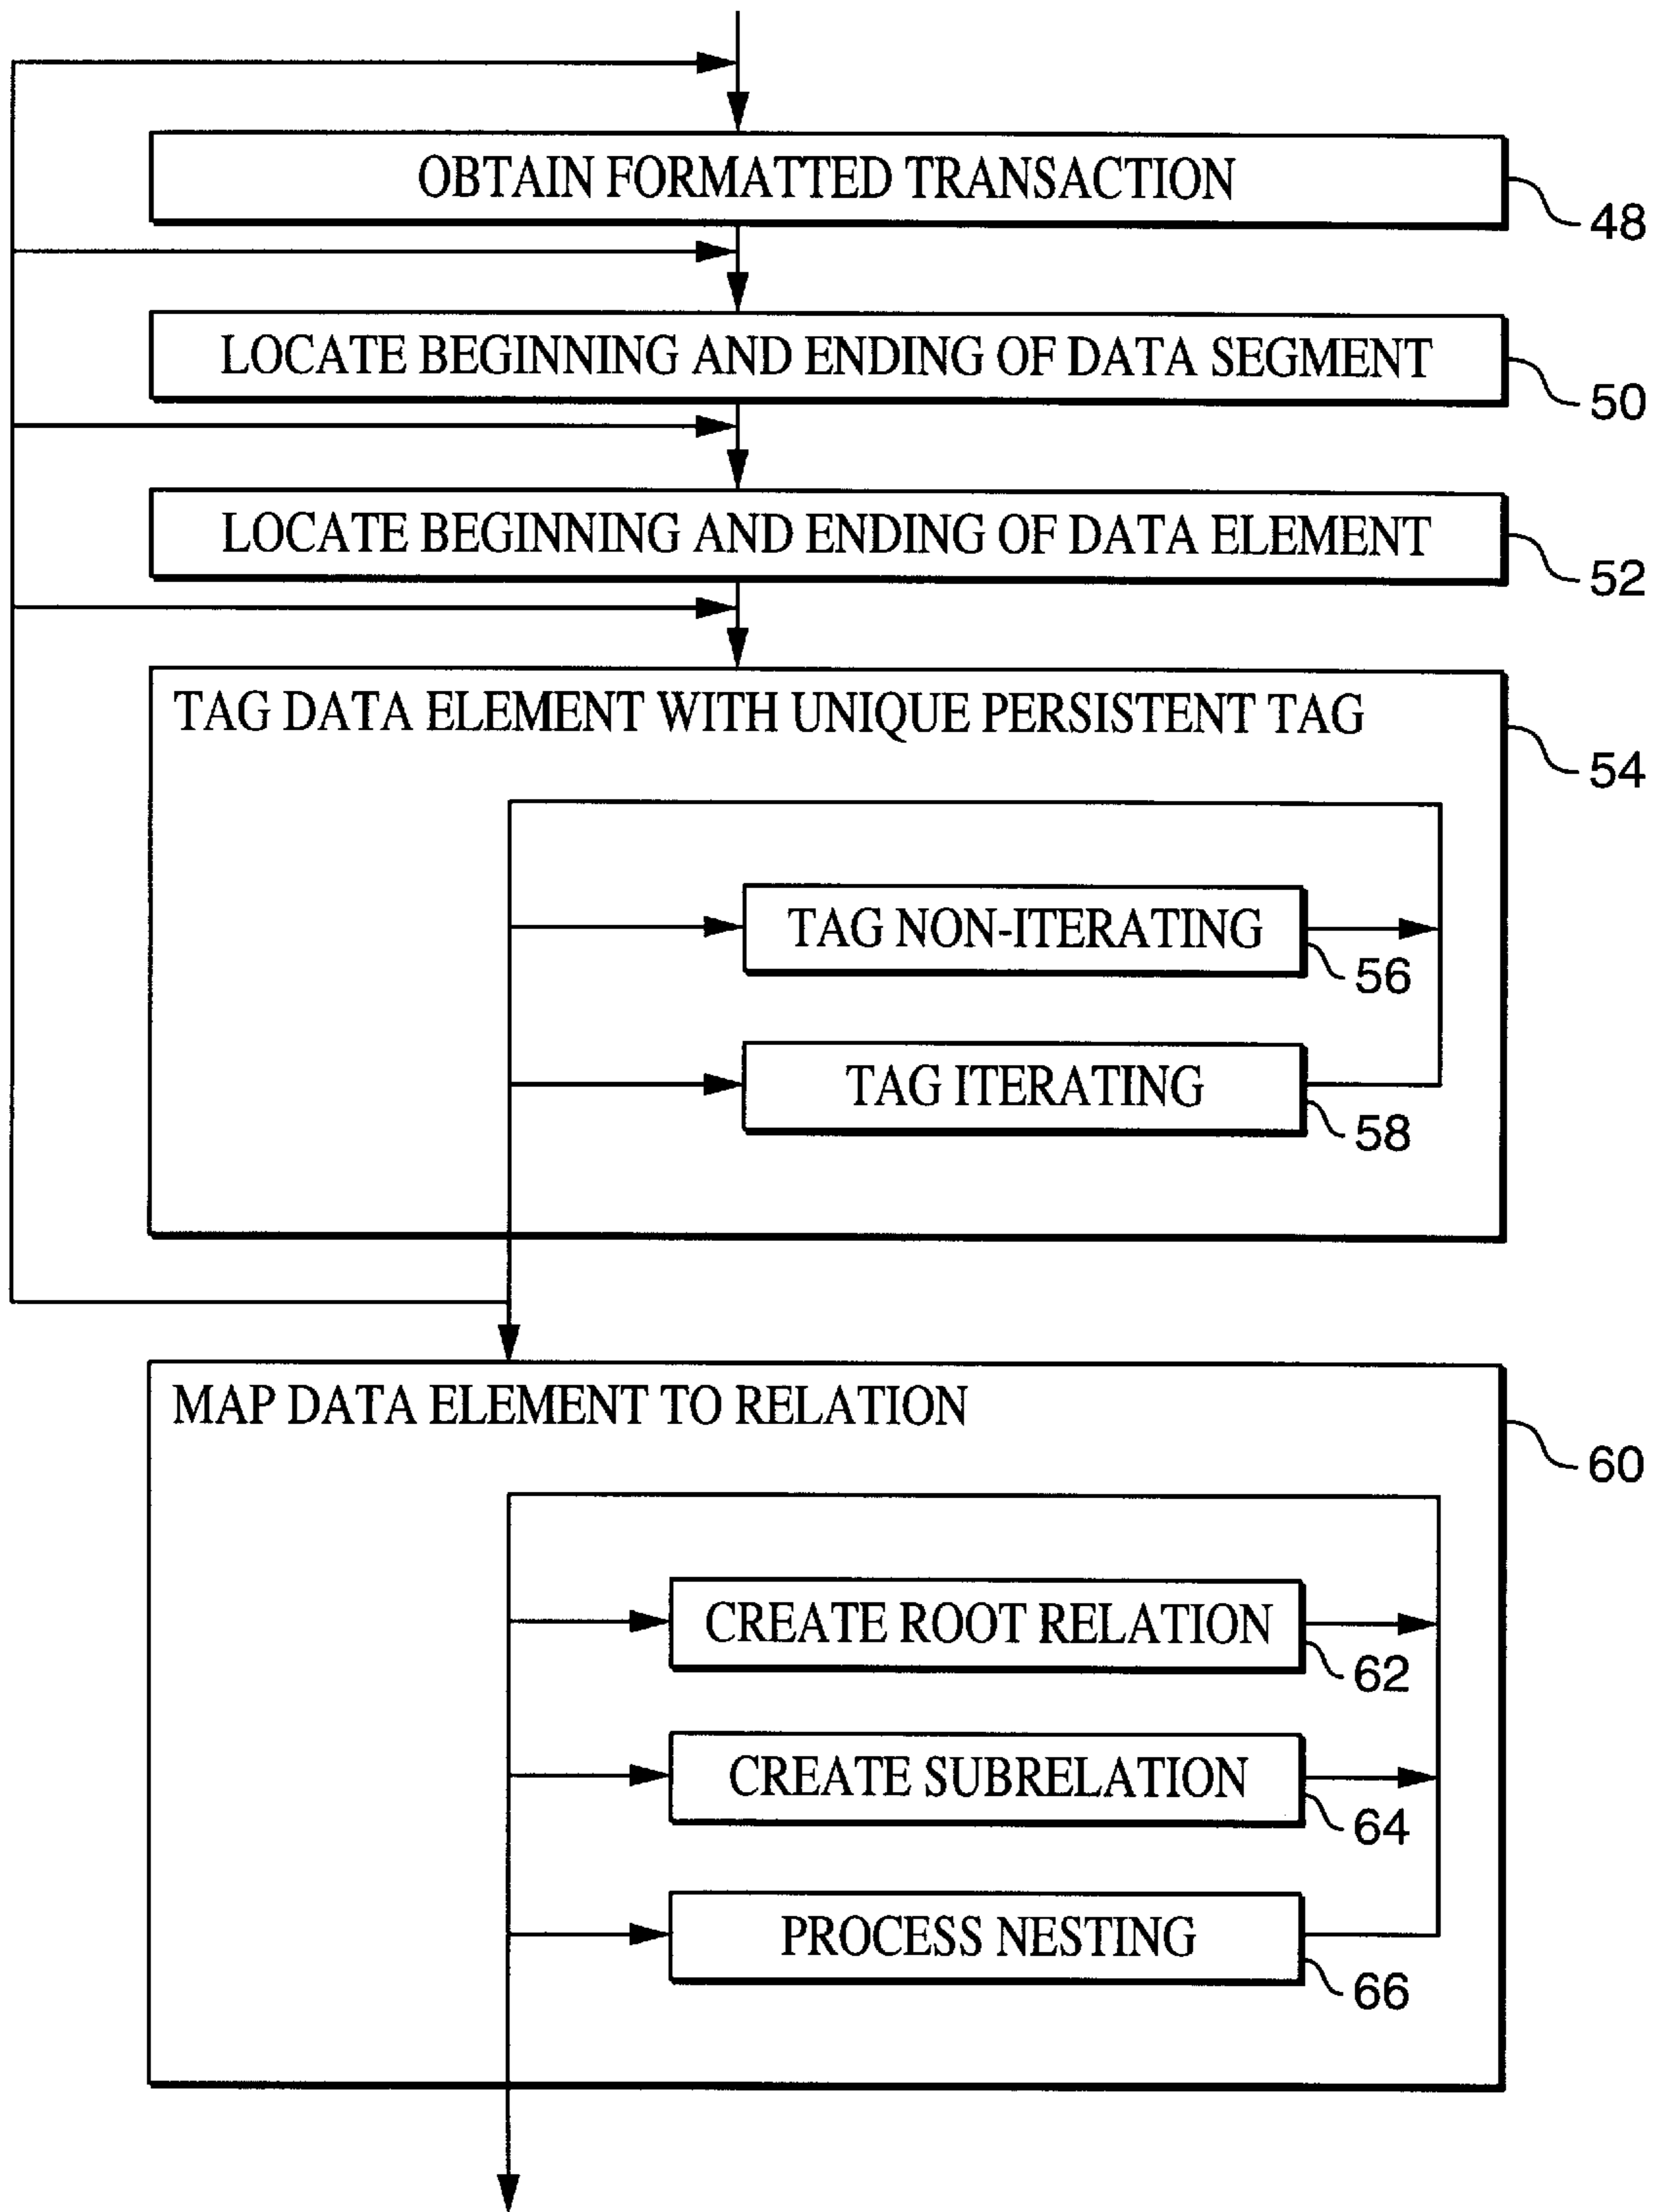 OBTAIN FORMATTED TRANSACTION
48
LOCATE BEGINNING AND ENDING OF DATA SEGMENT
50
LOCATE BEGINNING AND ENDING OF DATA ELEMENT
52
TAG DATA ELEMENT WITH UNIQUE PERSISTENT TAG
54
TAG NON-ITERATING
56
TAG ITERATING
58
MAP DATA ELEMENT TO RELATION
60
CREATE ROOT RELATION
62
CREATE SUBRELATION
64
PROCESS NESTING
66